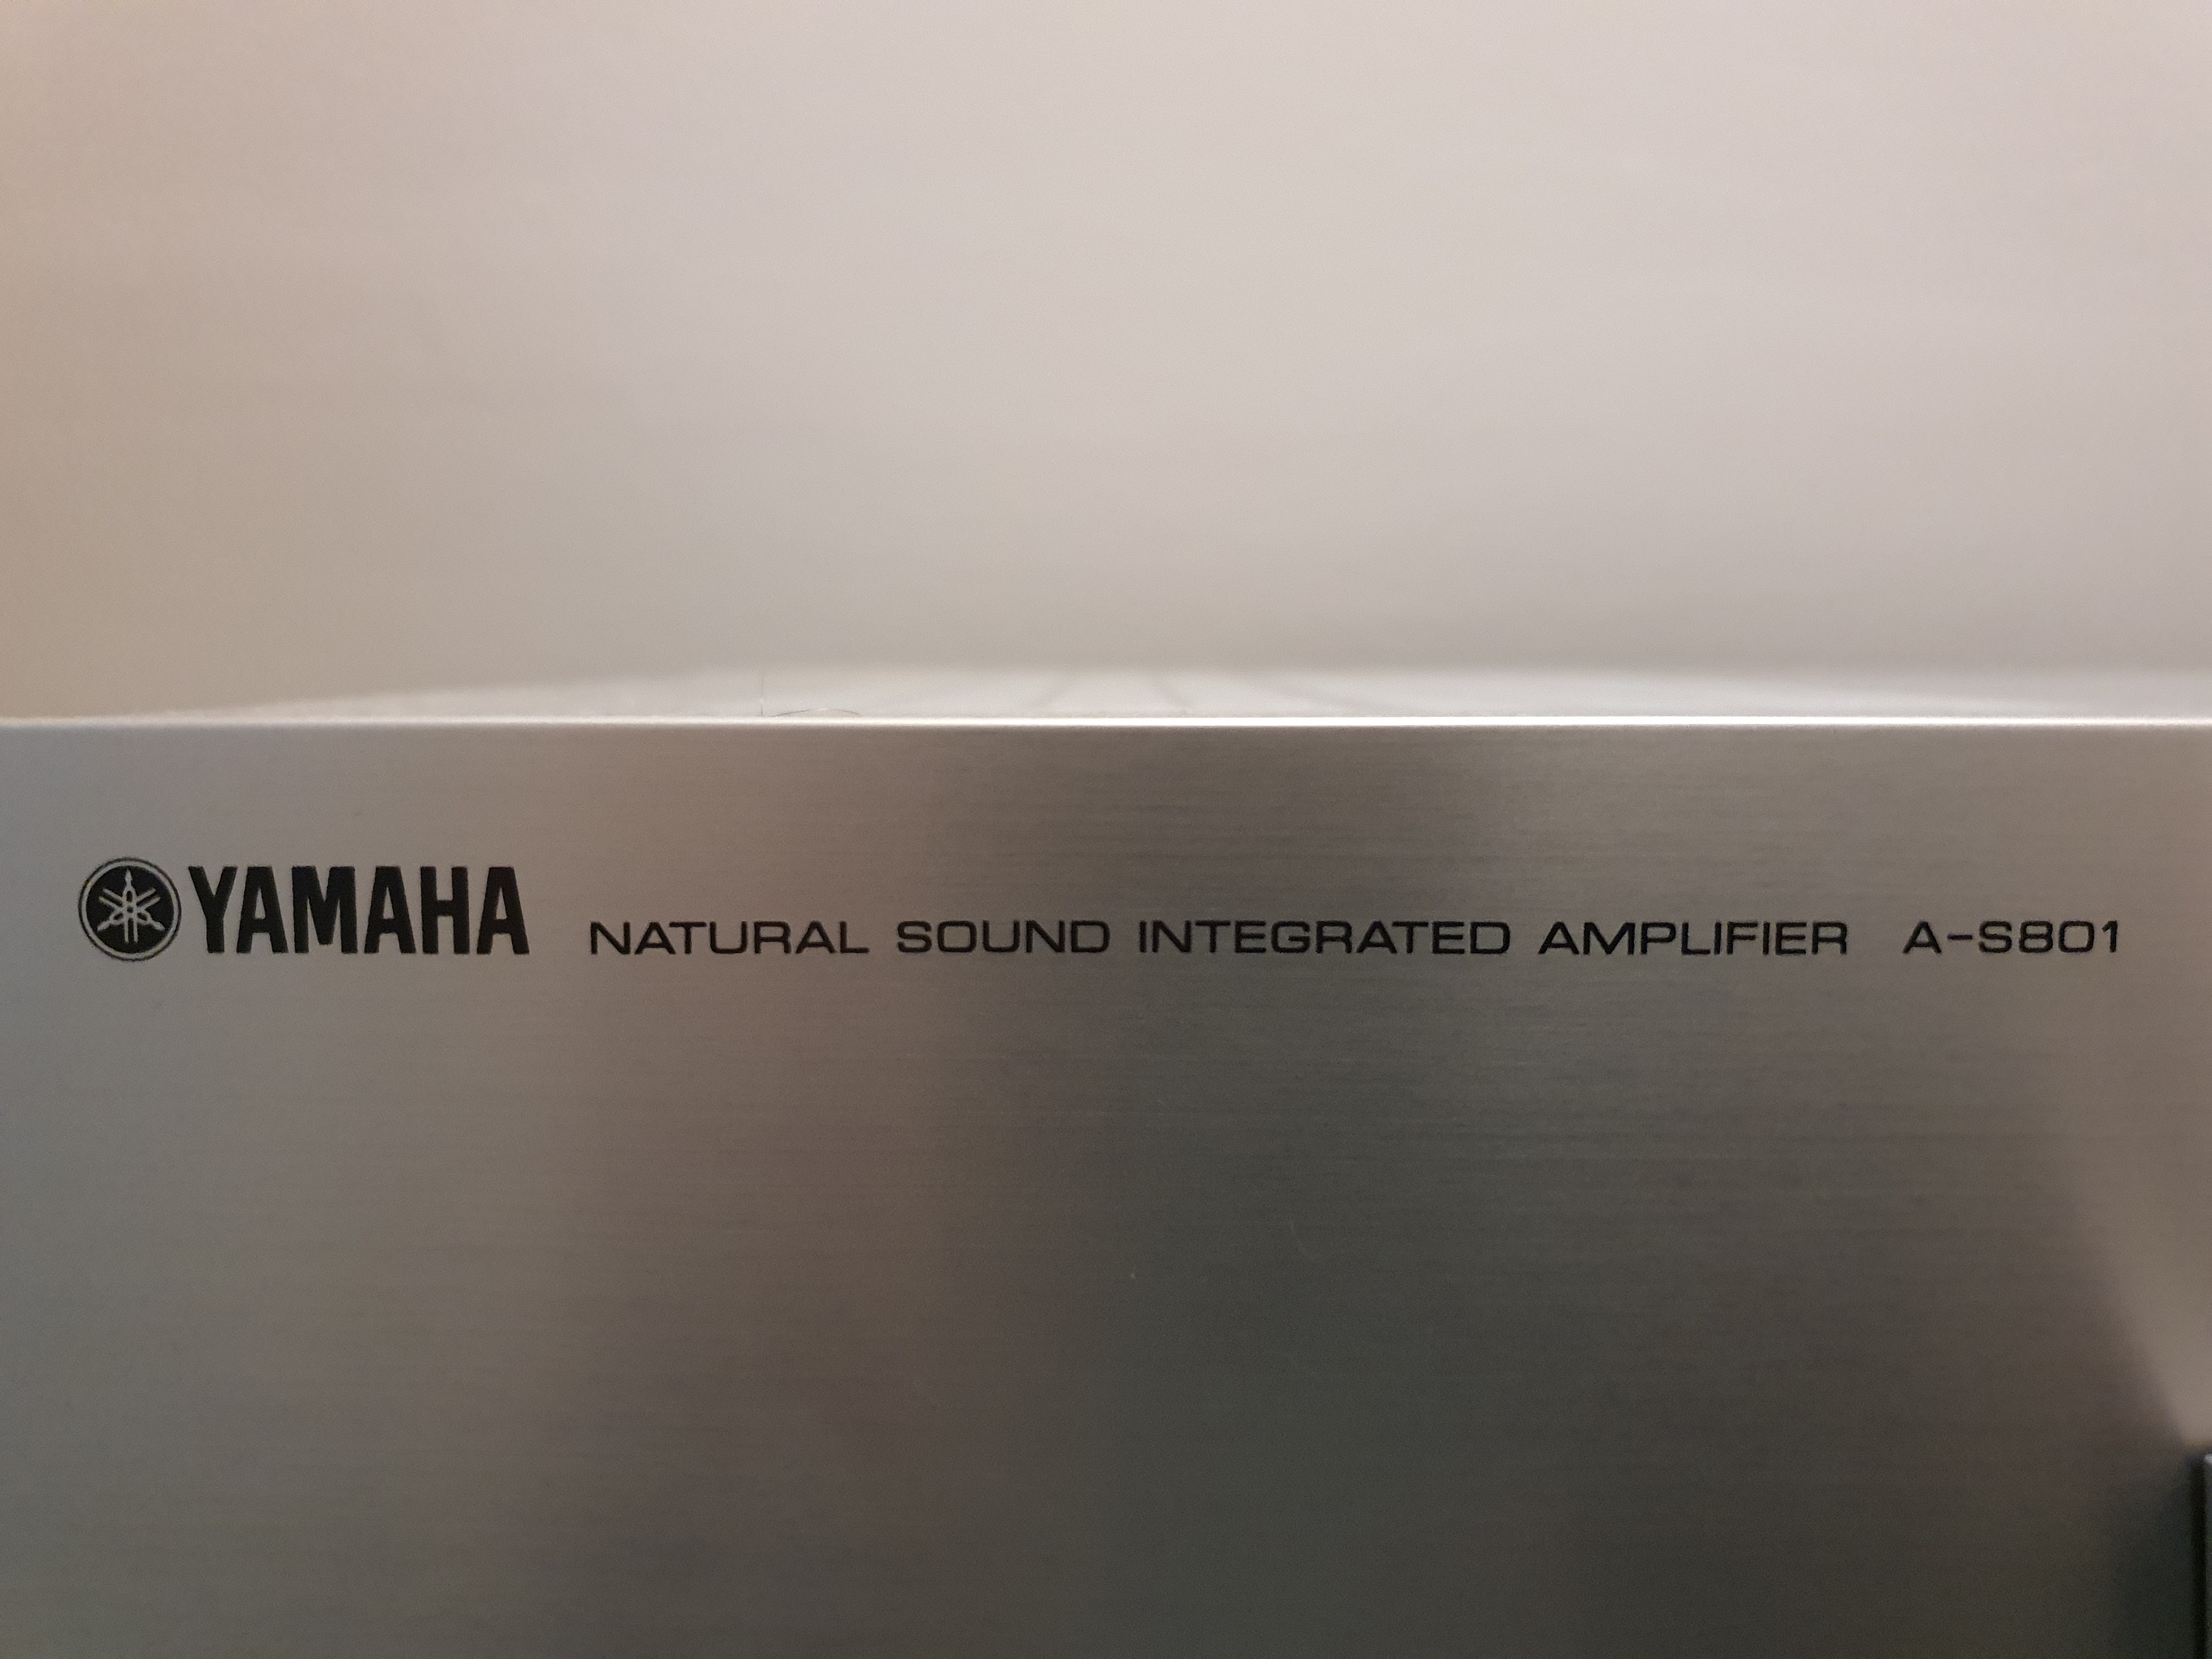 YAMAHA NATURAL SOUND INTEGRATED AMPLIFIER A-S801